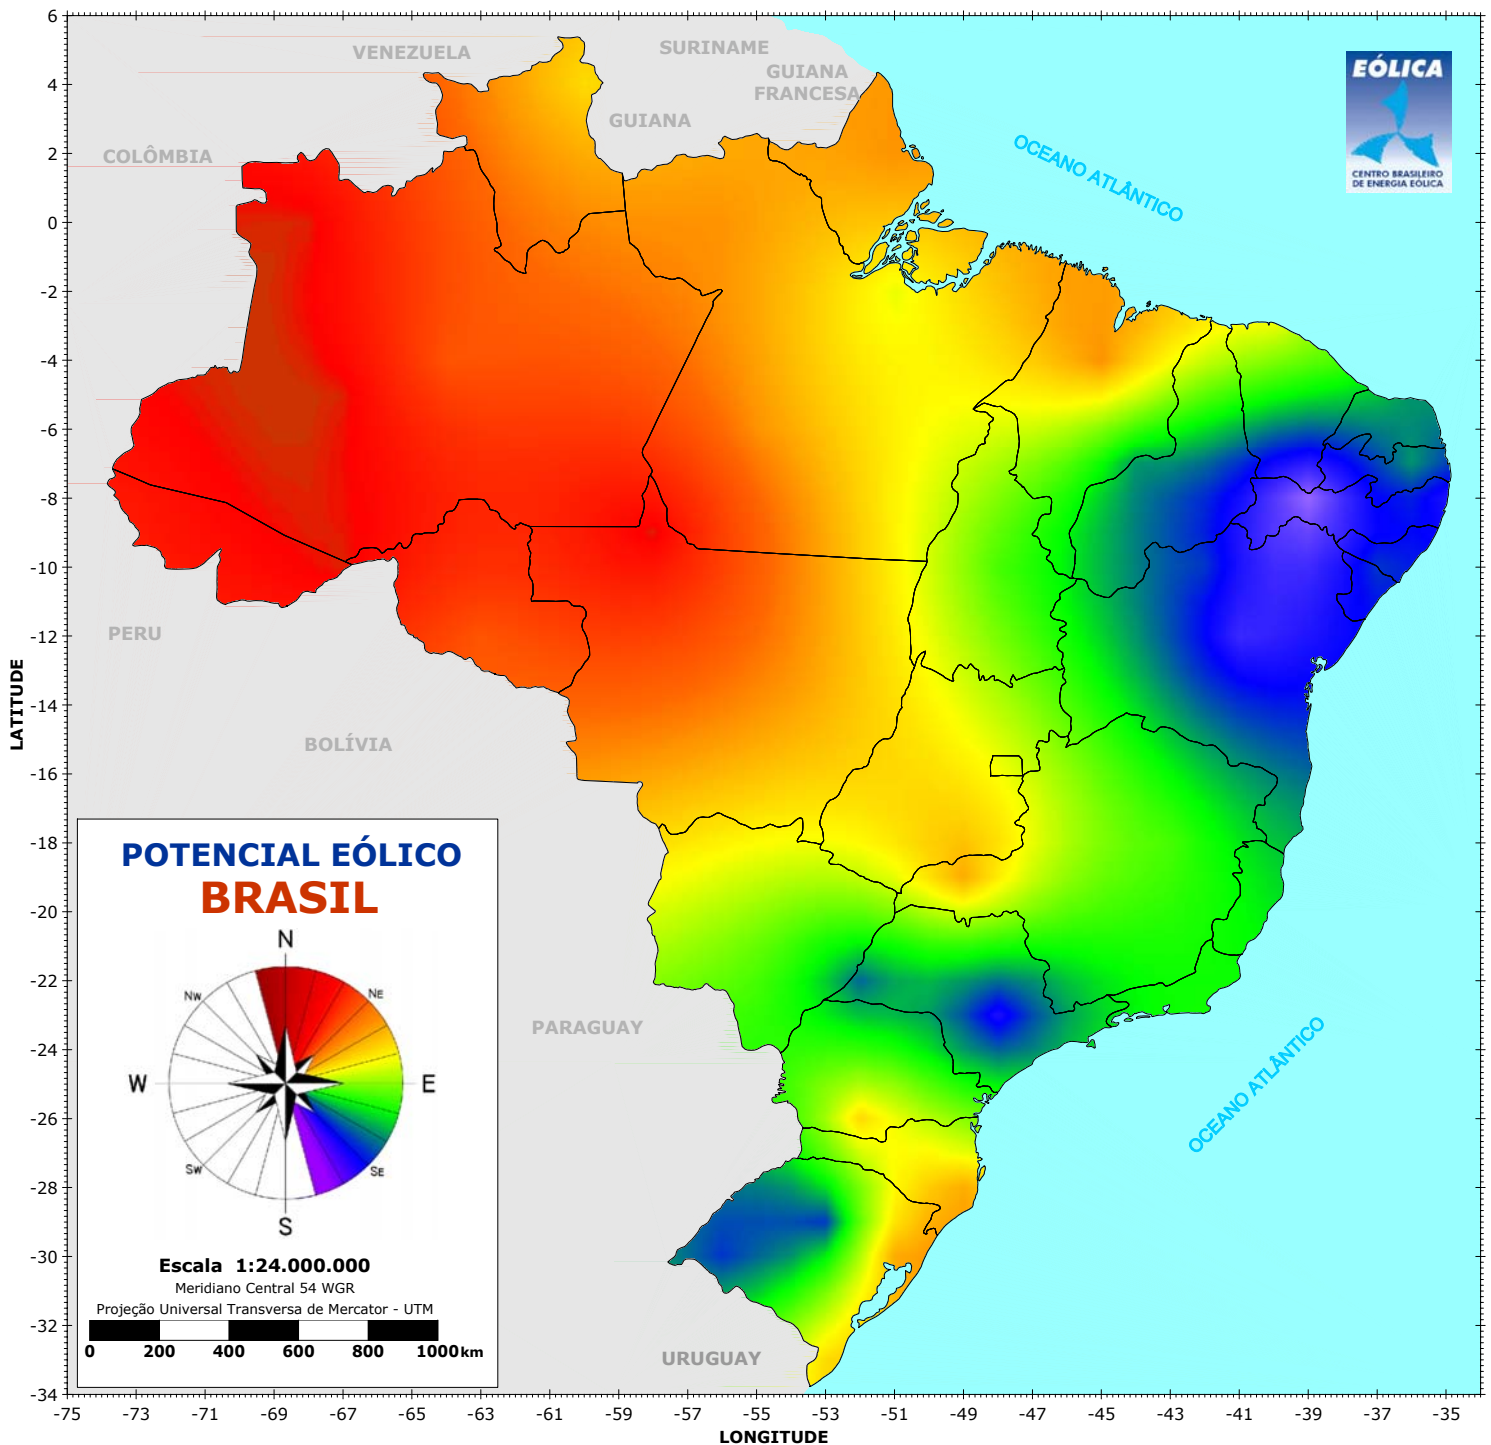 6
4
2
0
-2
-4
-6
-8
-10
-12
-14
-16
-18
-20
-22
-24
-26
-28
-30
-32
-34
LATITUDE
VENEZUELA
SURINAME
GUIANA
FRANCESA
GUIANA
COLÔMBIA
OCEANO ATLÂNTICO
EÓLICA
CENTRO BRASILEIRO
DE ENERGIA EÓLICA
PERU
BOLÍVIA
PARAGUAY
URUGUAY
OCEANO ATLÂNTICO
POTENCIAL EÓLICO
BRASIL
N
NW
NE
W
E
SW
SE
S
Escala 1:24.000.000
Meridiano Central 54 WGR
Projeção Universal Transversa de Mercator - UTM
0 200 400 600 800 1000km
-75 -73 -71 -69 -67 -65 -63 -61 -59 -57 -55 -53 -51 -49 -47 -45 -43 -41 -39 -37 -35
LONGITUDE